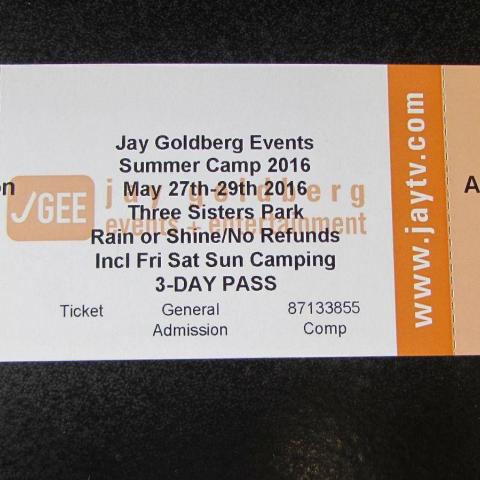 Jay Goldberg Events
Summer Camp 2016
May 27th-29th 2016
Three Sisters Park
Rain or Shine/No Refunds
Incl Fri Sat Sun Camping
3-DAY PASS
Ticket
General
Admission
87133855
Comp
JGEE
jay goldberg
events + entertainment
www.jaytv.com